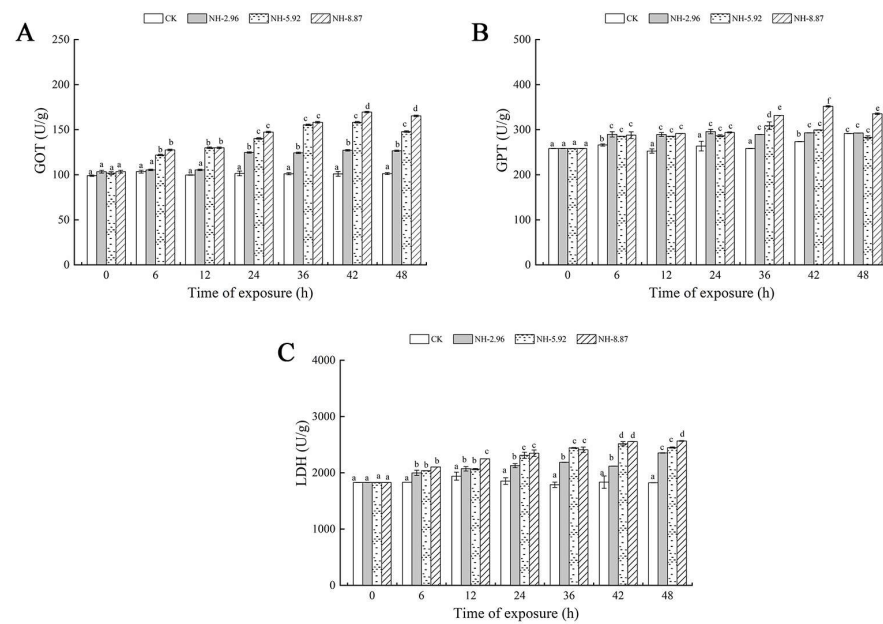 A
CK NH-2.96 NH-5.92 NH-8.87
GOT (U/g)
250
200
150
100
50
0
a a a a a a b b a a b b a b c c a b c c a b c d a b c d
0 6 12 24 36 42 48
Time of exposure (h)
B
CK NH-2.96 NH-5.92 NH-8.87
GPT (U/g)
500
400
300
200
100
0
a a a a b c c c a c c c a c c c a c d e b c c f c c c e
0 6 12 24 36 42 48
Time of exposure (h)
C
CK NH-2.96 NH-5.92 NH-8.87
LDH (U/g)
4000
3000
2000
1000
0
a a a a a b b b a b b c a b c c a b c c a b d d a c c d
0 6 12 24 36 42 48
Time of exposure (h)